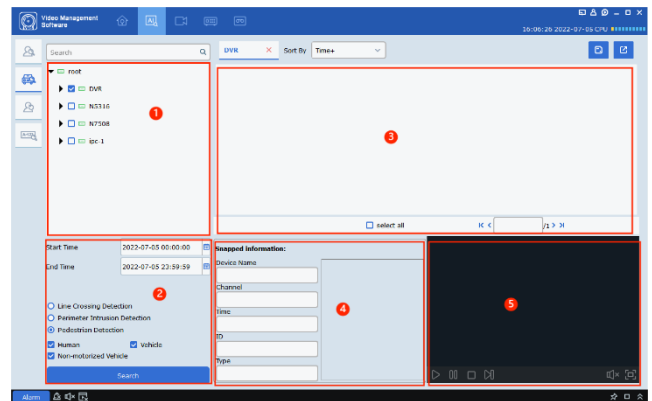 Video Management
Software
AI
16:06:26 2022-07-05 CPU
Search
DVR
Sort By
Time+
root
DVR
N5316
N7508
ipc-1
1
3
select all
/1
Start Time
2022-07-05 00:00:00
End Time
2022-07-05 23:59:59
2
Line Crossing Detection
Perimeter Intrusion Detection
Pedestrian Detection
Human
Vehicle
Non-motorized Vehicle
Search
Snapped information:
Device Name
Channel
Time
ID
Type
4
5
Alarm